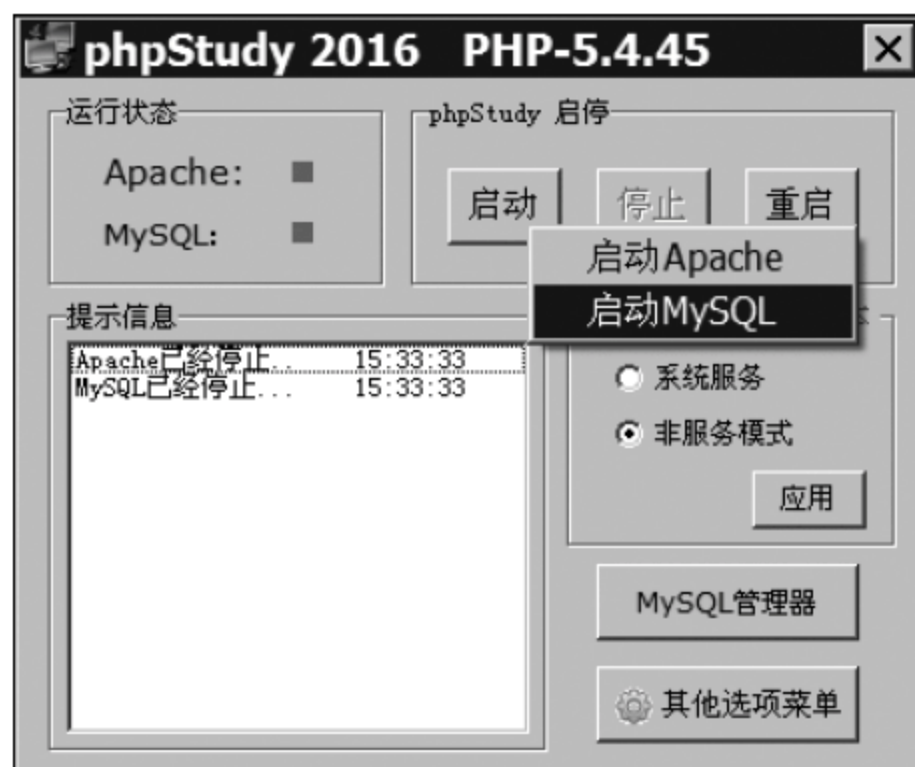 phpStudy 2016 PHP-5.4.45
运行状态
Apache:
MySQL:
phpStudy 启停
启动
停止
重启
启动Apache
启动MySQL
提示信息
Apache已经停止.. 15:33:33
MySQL已经停止... 15:33:33
系统服务
非服务模式
应用
MySQL管理器
其他选项菜单